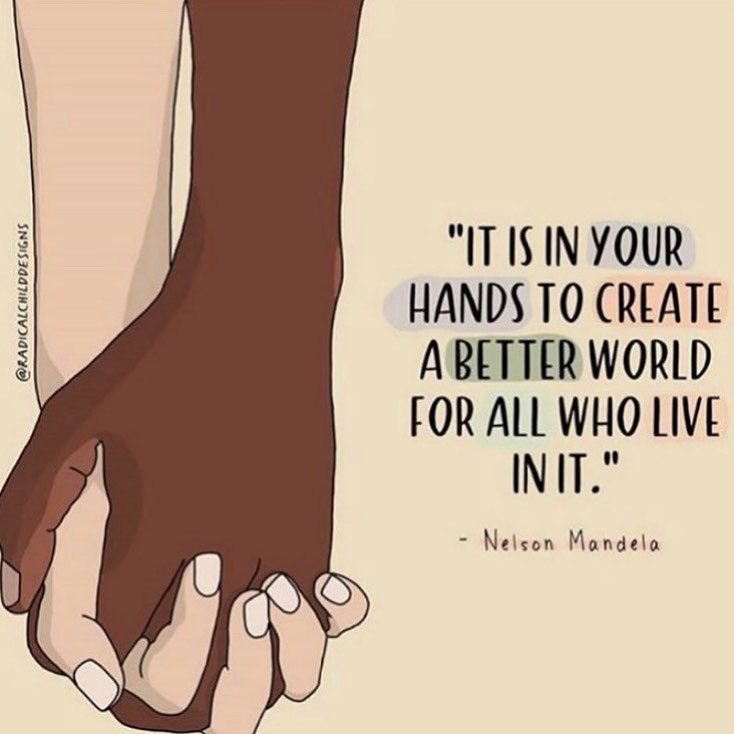 @RADICALCHILDDESIGNS
"IT IS IN YOUR
HANDS TO CREATE
A BETTER WORLD
FOR ALL WHO LIVE
IN IT."
- Nelson Mandela